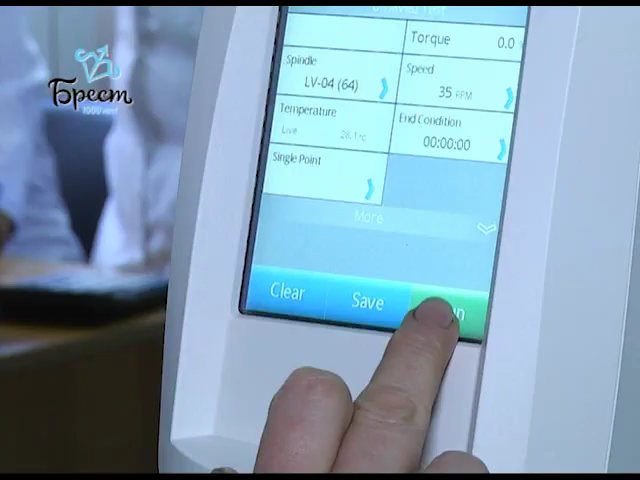 Torque 0.0
Spindle
LV-04 (64)
Speed
35 RPM
Temperature
Live
End Condition
00:00:00
Single Point
More
Clear
Save
Брест